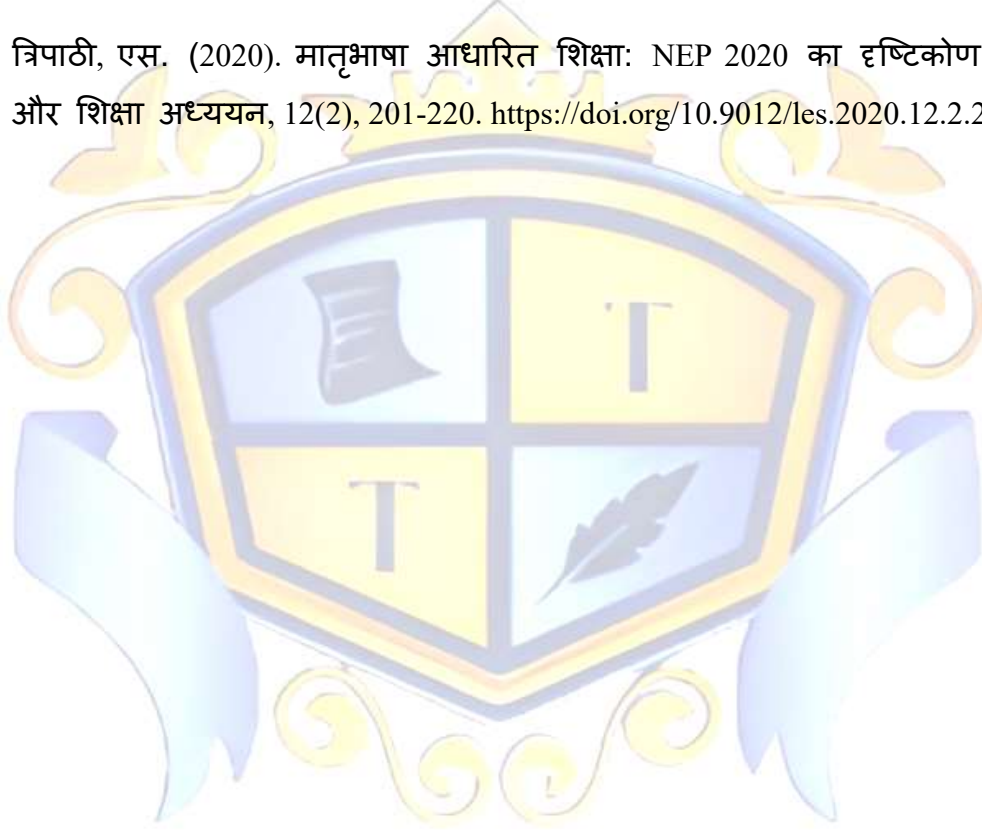 त्रिपाठी, एस. (2020). मातृभाषा आधारित शिक्षा: NEP 2020 का दृष्टिकोण
और शिक्षा अध्ययन, 12(2), 201-220. https://doi.org/10.9012/les.2020.12.2.2
T
T